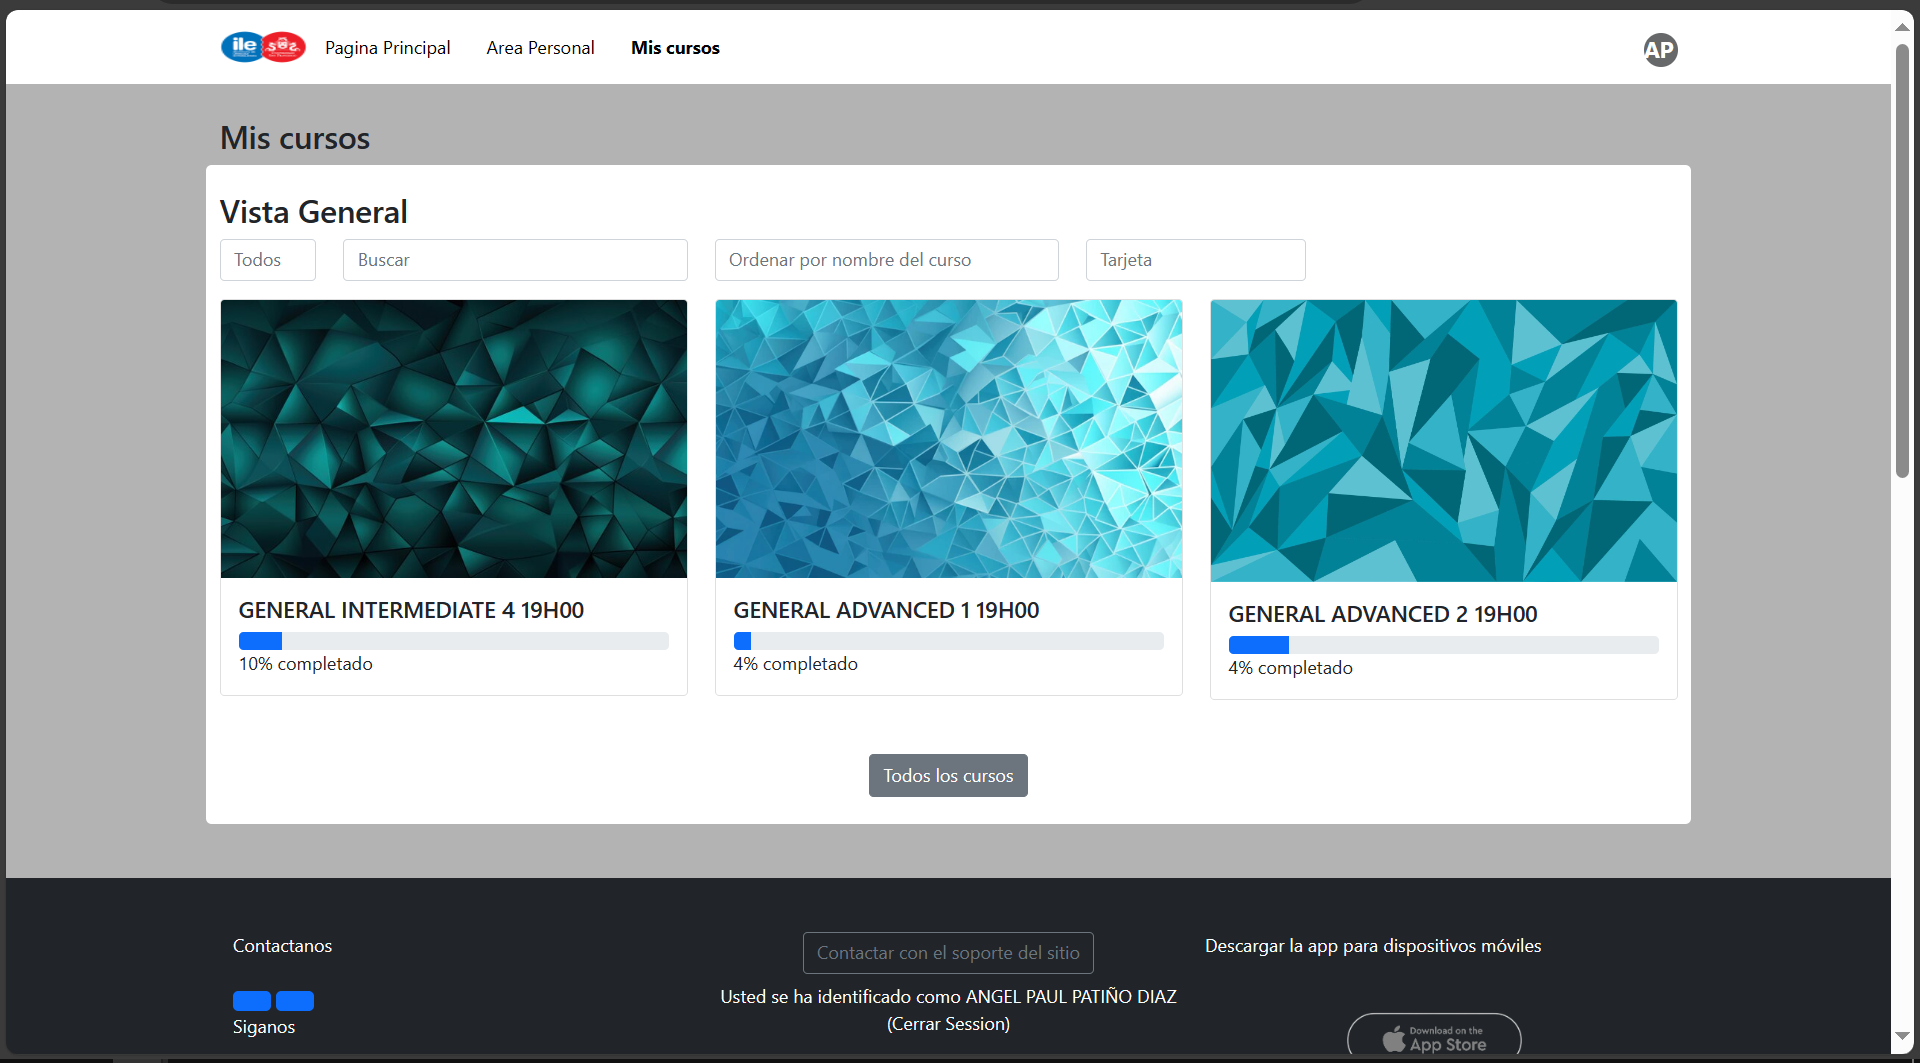 ile
Pagina Principal
Area Personal
Mis cursos
AP
Mis cursos
Vista General
Todos
Buscar
Ordenar por nombre del curso
Tarjeta
GENERAL INTERMEDIATE 4 19H00
10% completado
GENERAL ADVANCED 1 19H00
4% completado
GENERAL ADVANCED 2 19H00
4% completado
Todos los cursos
Contactanos
Siganos
Contactar con el soporte del sitio
Usted se ha identificado como ANGEL PAUL PATIÑO DIAZ
(Cerrar Session)
Descargar la app para dispositivos móviles
Download on the
App Store